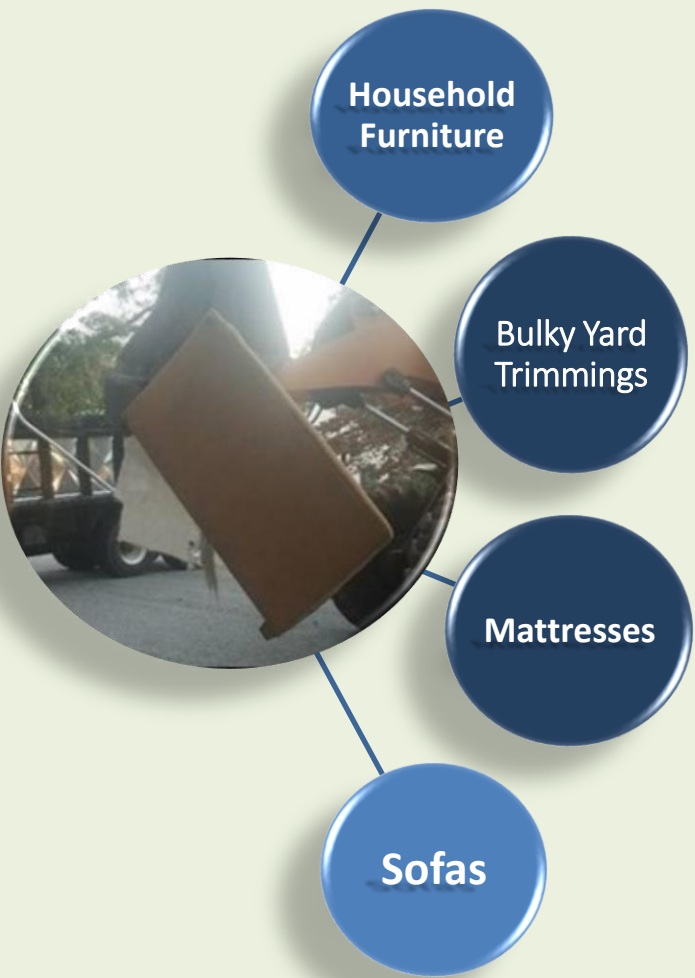 Household
Furniture
Bulky Yard
Trimmings
Mattresses
Sofas